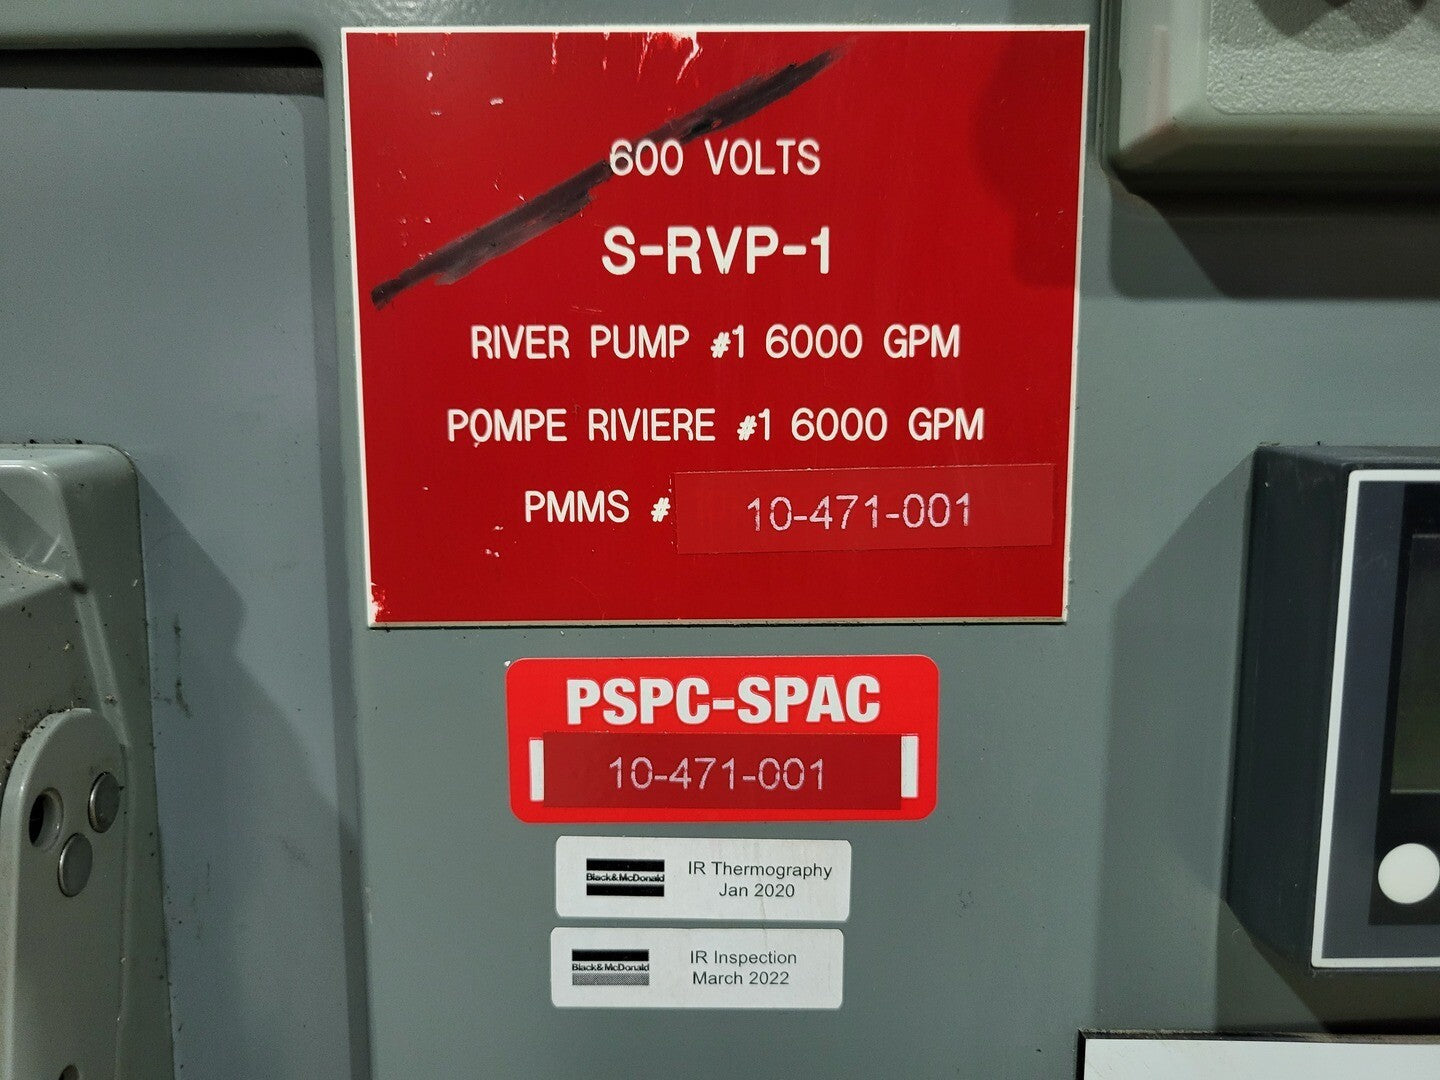 600 VOLTS
S-RVP-1
RIVER PUMP #1 6000 GPM
POMPE RIVIERE #1 6000 GPM
PMMS # 10-471-001
PSPC-SPAC
10-471-001
Black&McDonald
IR Thermography
Jan 2020
Black&McDonald
IR Inspection
March 2022